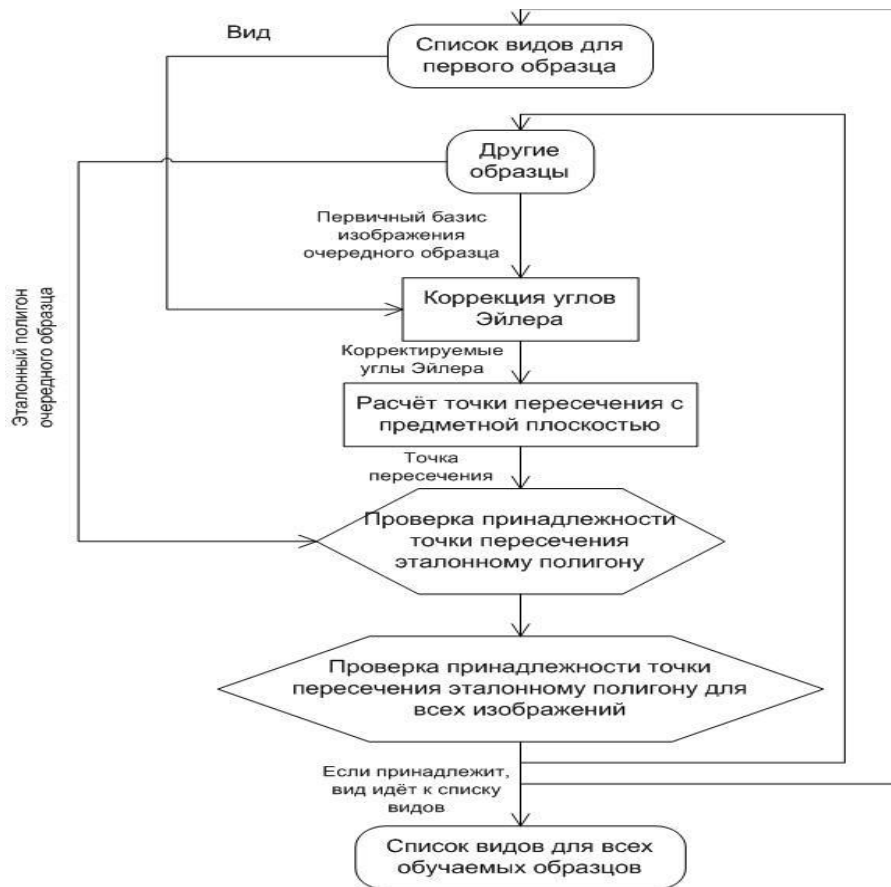 Вид
Список видов для
первого образца
Другие
образцы
Первичный базис
изображения
очередного образца
Эталонный полигон
очередного образца
Коррекция углов
Эйлера
Корректируемые
углы Эйлера
Расчёт точки пересечения с
предметной плоскостью
Точка
пересечения
Проверка принадлежности
точки пересечения
эталонному полигону
Проверка принадлежности точки
пересечения эталонному полигону для
всех изображений
Если принадлежит,
вид идёт к списку
видов
Список видов для всех
обучаемых образцов